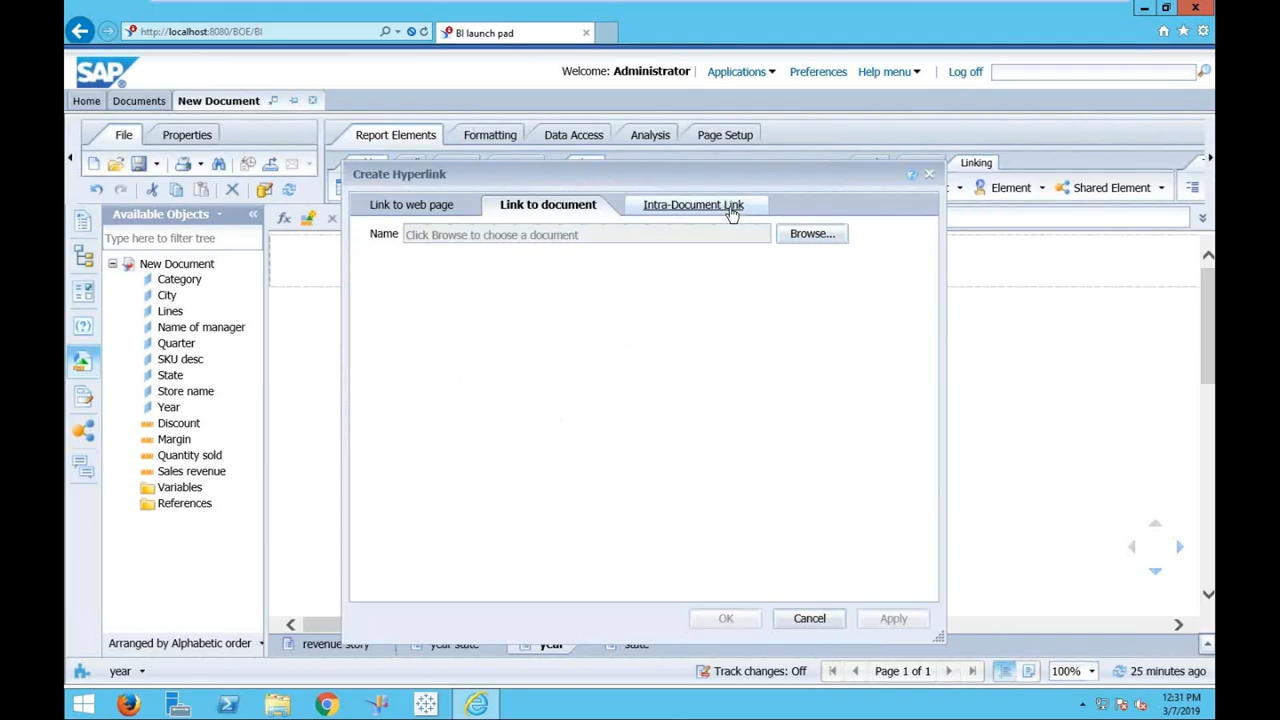 http://localhost:8080/BOE/BI
BI launch pad
SAP
Welcome: Administrator
Applications
Preferences
Help menu
Log off
Home
Documents
New Document
File
Properties
Report Elements
Formatting
Data Access
Analysis
Page Setup
Linking
Element
Shared Element
Create Hyperlink
Link to web page
Link to document
Intra-Document Link
Name
Click Browse to choose a document
Browse...
Available Objects
Type here to filter tree
New Document
Category
City
Lines
Name of manager
Quarter
SKU desc
State
Store name
Year
Discount
Margin
Quantity sold
Sales revenue
Variables
References
OK
Cancel
Apply
Arranged by Alphabetic order
revenue story
year state
year
state
year
Track changes: Off
Page 1 of 1
100%
25 minutes ago
12:31 PM
3/7/2019